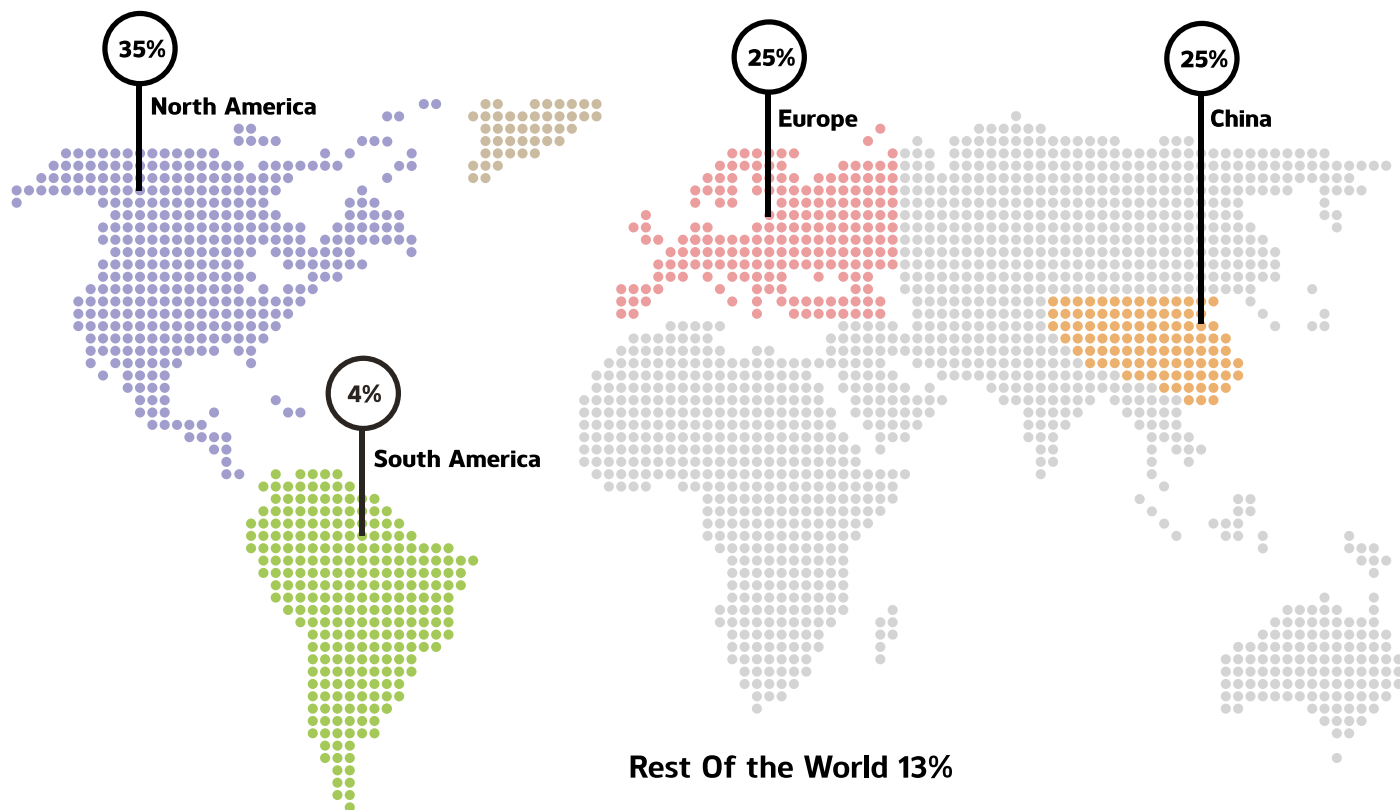 35%
North America
25%
Europe
25%
China
4%
South America
Rest Of the World 13%